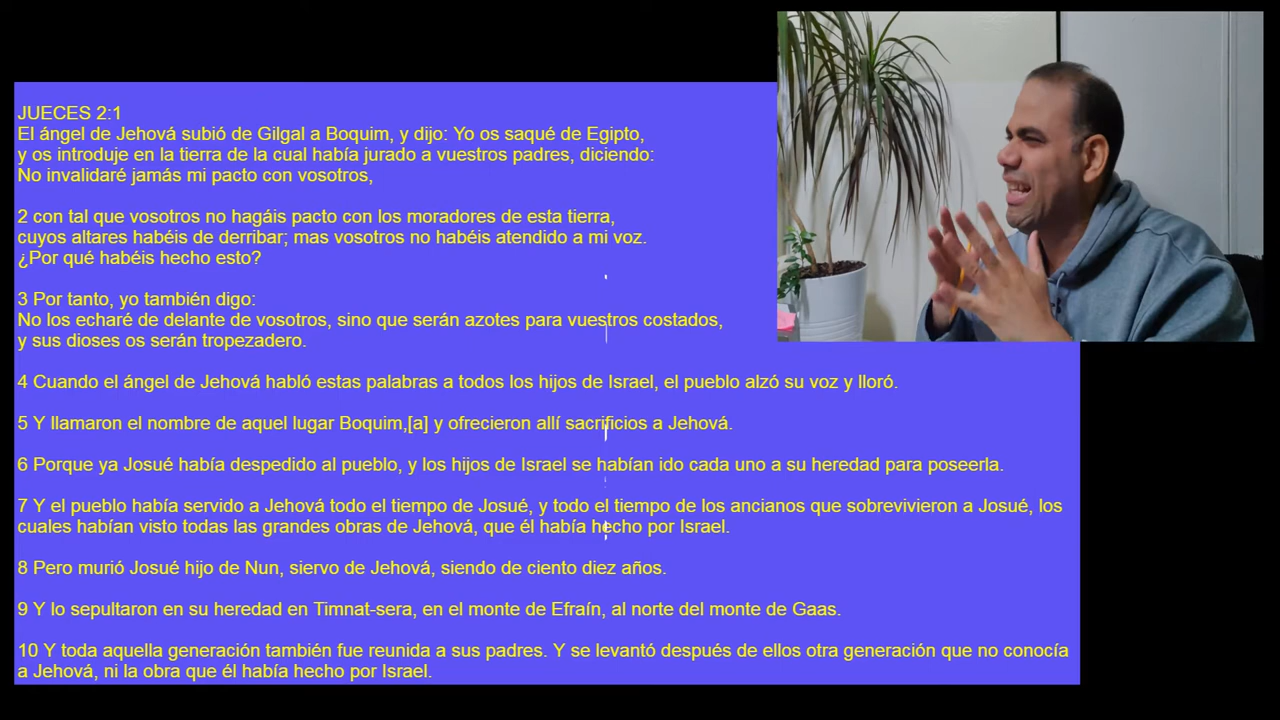 JUECES 2:1
El ángel de Jehová subió de Gilgal a Boquim, y dijo: Yo os saqué de Egipto,
y os introduje en la tierra de la cual había jurado a vuestros padres, diciendo:
No invalidaré jamás mi pacto con vosotros,
2 con tal que vosotros no hagáis pacto con los moradores de esta tierra,
cuyos altares habéis de derribar; mas vosotros no habéis atendido a mi voz.
¿Por qué habéis hecho esto?
3 Por tanto, yo también digo:
No los echaré de delante de vosotros, sino que serán azotes para vuestros costados,
y sus dioses os serán tropezadero.
4 Cuando el ángel de Jehová habló estas palabras a todos los hijos de Israel, el pueblo alzó su voz y lloró.
5 Y llamaron el nombre de aquel lugar Boquim,[a] y ofrecieron allí sacrificios a Jehová.
6 Porque ya Josué había despedido al pueblo, y los hijos de Israel se habían ido cada uno a su heredad para poseerla.
7 Y el pueblo había servido a Jehová todo el tiempo de Josué, y todo el tiempo de los ancianos que sobrevivieron a Josué, los
cuales habían visto todas las grandes obras de Jehová, que él había hecho por Israel.
8 Pero murió Josué hijo de Nun, siervo de Jehová, siendo de ciento diez años.
9 Y lo sepultaron en su heredad en Timnat-sera, en el monte de Efraín, al norte del monte de Gaas.
10 Y toda aquella generación también fue reunida a sus padres. Y se levantó después de ellos otra generación que no conocía
a Jehová, ni la obra que él había hecho por Israel.